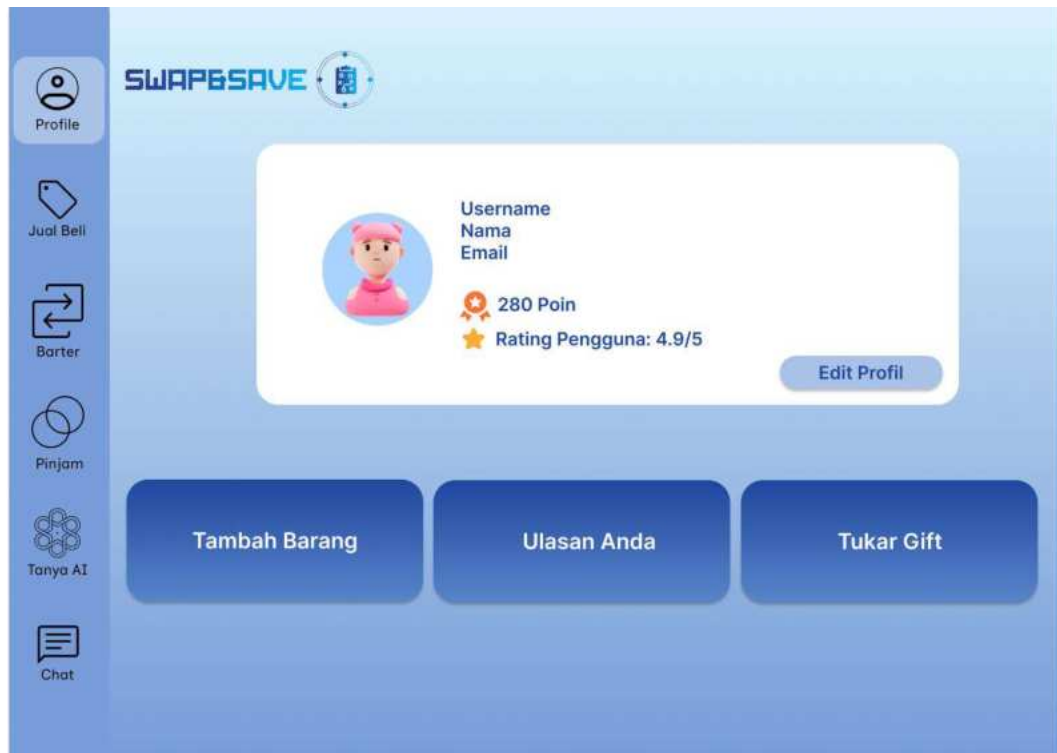 Profile
Jual Beli
Barter
Pinjam
Tanya AI
Chat
SWAP&SAVE
Username
Nama
Email
280 Poin
Rating Pengguna: 4.9/5
Edit Profil
Tambah Barang
Ulasan Anda
Tukar Gift